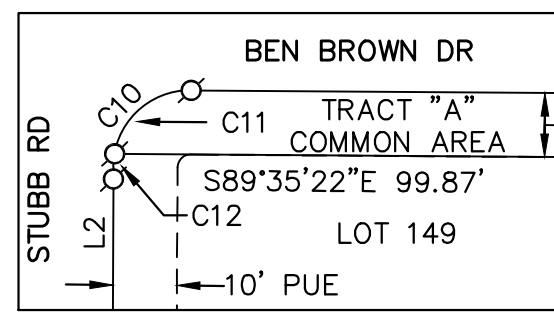 BEN BROWN DR
C10
C11
TRACT "A"
COMMON AREA
STUBB RD
S89°35'22"E 99.87'
C12
L2
LOT 149
10' PUE